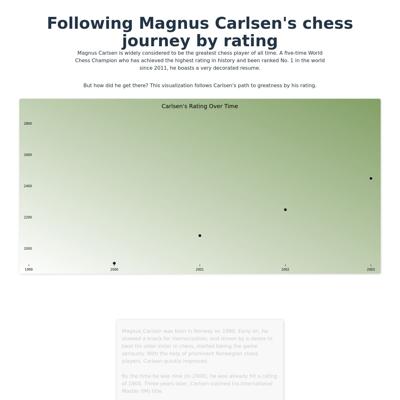 Following Magnus Carlsen's chess
journey by rating
Magnus Carlsen is widely considered to be the greatest chess player of all time. A five-time World
Chess Champion who has achieved the highest rating in history and been ranked No. 1 in the world
since 2011, he boasts a very decorated resume.
But how did he get there? This visualization follows Carlsen's path to greatness by his rating.
Carlsen's Rating Over Time
2800
2600
2400
2200
2000
1999
2000
2001
2002
2003
Magnus Carlsen was born in Norway on 1990. Early on, he
showed a knack for memorization, and driven by a desire to
beat his older sister in chess, started taking the game
seriously. With the help of prominent Norwegian chess
players, Carlsen quickly improved.
By the time he was nine (in 2000), he was already hit a rating
of 1900. Three years later, Carlsen claimed his International
Master (IM) title.